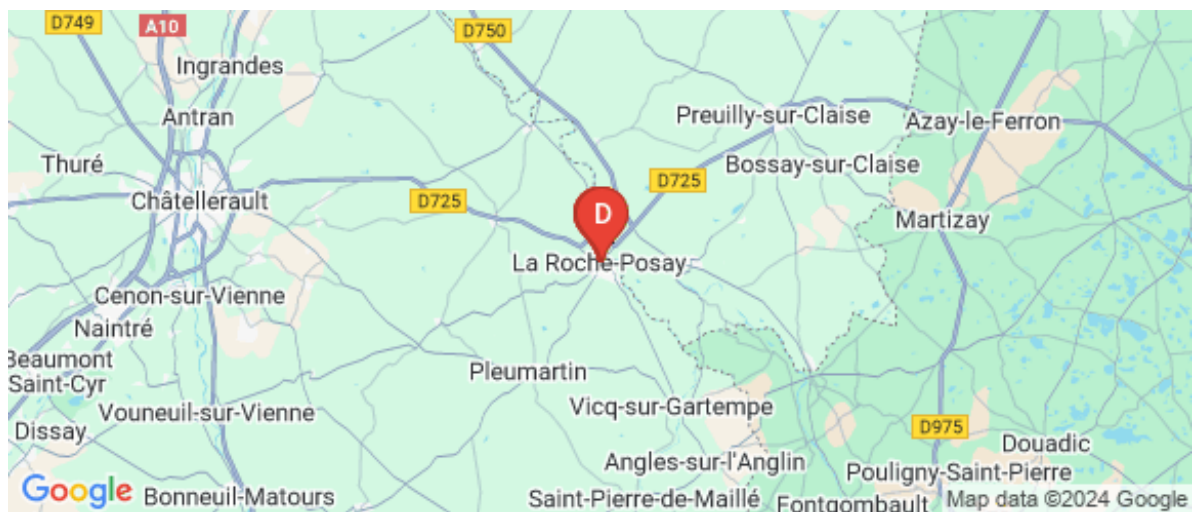 D749
A10
D750
Ingrandes
Antran
Preuilly-sur-Claise
Azay-le-Ferron
Thuré
Bossay-sur-Claise
D725
Châtellerault
D725
D
Martizay
La Roche-Posay
Cenon-sur-Vienne
Naintré
Beaumont
Saint-Cyr
Pleumartin
Vouneuil-sur-Vienne
Vicq-sur-Gartempe
D975
Dissay
Douadic
Angles-sur-l'Anglin
Pouligny-Saint-Pierre
Google
Bonneuil-Matours
Saint-Pierre-de-Maillé
Fontgombault
Map data ©2024 Google